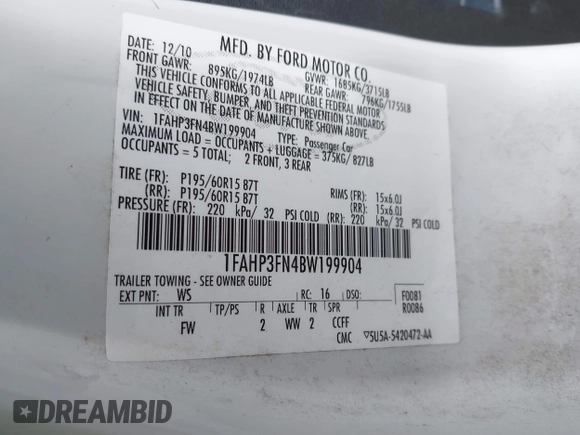 MFD. BY FORD MOTOR CO.
DATE: 12/10
FRONT GAWR: 895KG/1974LB
GVWR: 1685KG/3715LB
REAR GAWR: 796KG/1755LB
THIS VEHICLE CONFORMS TO ALL APPLICABLE FEDERAL MOTOR
VEHICLE SAFETY, BUMPER, AND THEFT PREVENTION STANDARDS
IN EFFECT ON THE DATE OF MANUFACTURE SHOWN ABOVE.
VIN: 1FAHP3FN4BW199904
TYPE: Passenger Car
MAXIMUM LOAD = OCCUPANTS + LUGGAGE = 375KG/ 827LB
OCCUPANTS = 5 TOTAL; 2 FRONT, 3 REAR
TIRE (FR): P195/60R15 87T RIMS (FR): 15x6.0J
(RR): P195/60R15 87T (RR): 15x6.0J
PRESSURE (FR): 220 kPa/ 32 PSI COLD (RR): 220 kPa/ 32 PSI COLD
1FAHP3FN4BW199904
TRAILER TOWING - SEE OWNER GUIDE
EXT PNT: WS RC: 16 DSO: F0081
R0086
INT TR TP/PS R AXLE TR SPR
FW 2 WW 2 CCFF
CMC ▽5U5A-5420472-AA
DREAMBID